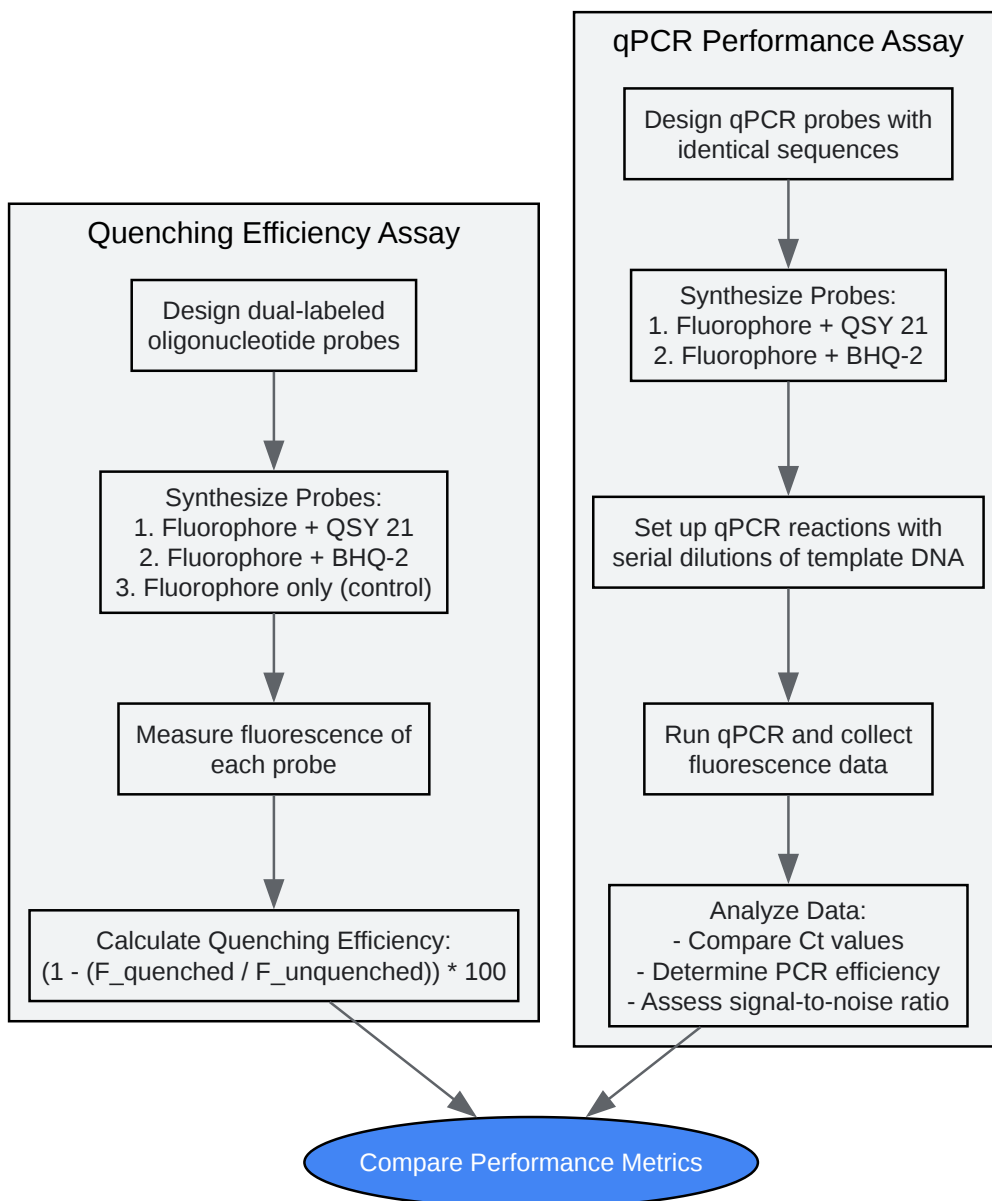 Quenching Efficiency Assay
Design dual-labeled
oligonucleotide probes
Synthesize Probes:
1. Fluorophore + QSY 21
2. Fluorophore + BHQ-2
3. Fluorophore only (control)
Measure fluorescence of
each probe
Calculate Quenching Efficiency:
(1 - (F_quenched / F_unquenched)) * 100
qPCR Performance Assay
Design qPCR probes with
identical sequences
Synthesize Probes:
1. Fluorophore + QSY 21
2. Fluorophore + BHQ-2
Set up qPCR reactions with
serial dilutions of template DNA
Run qPCR and collect
fluorescence data
Analyze Data:
- Compare Ct values
- Determine PCR efficiency
- Assess signal-to-noise ratio
Compare Performance Metrics